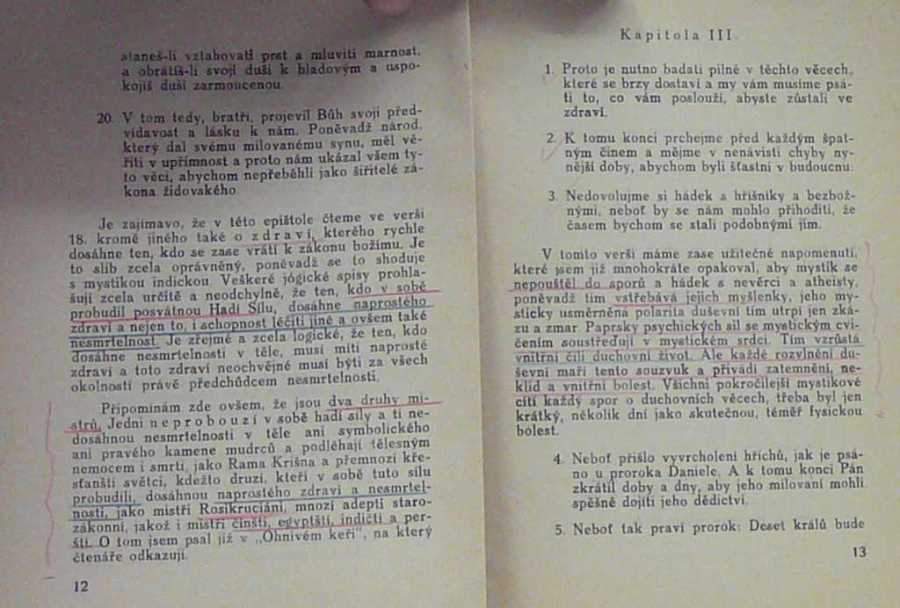 staneš-li vztahovati prst a mluviti marnost,
a obrátíš-li svoji duši k hladovým a uspo-
kojíš duši zarmoucenou.
20. V tom tedy, bratři, projevil Bůh svoji před-
vídavost a lásku k nám. Poněvadž národ,
který dal svému milovanému synu, měl vě-
řiti v upřímnost a proto nám ukázal všem ty-
to věci, abychom nepřeběhli jako šiřitelé zá-
kona židovského.
Je zajímavo, že v této epištole čteme ve verši
18. kromě jiného také o zdraví, kterého rychle
dosáhne ten, kdo se zase vrátí k zákonu božímu. Je
to slib zcela oprávněný, poněvadž se to shoduje
s mystikou indickou. Veškeré jógické spisy prohla-
šují zcela určitě a neodchylně, že ten, kdo v sobě
probudil posvátnou Hadí Sílu, dosáhne naprostého
zdraví a nejen to, i schopnost léčiti jiné a ovšem také
nesmrtelnost. Je zřejmé a zcela logické, že ten, kdo
dosáhne nesmrtelnosti v těle, musí míti naprosté
zdraví a toto zdraví neochvějné musí býti za všech
okolností právě předchůdcem nesmrtelnosti.
Připomínám zde ovšem, že jsou dva druhy mi-
strů. Jedni neprobouzí v sobě hadí síly a ti ne-
dosáhnou nesmrtelnosti v těle ani symbolického
ani pravého kamene mudrců a podléhají tělesným
nemocem i smrti, jako Rama Krišna a přemnozí kře-
sťanští světci, kdežto druzí, kteří v sobě tuto sílu
probudili, dosáhnou naprostého zdraví a nesmrtel-
nosti, jako mistři Rosikruciáni, mnozí adepti staro-
zákonní, jakož i mistři čínští, egyptští, indičtí a per-
ští. O tom jsem psal již v „Ohnivém keři“, na který
čtenáře odkazuji.
12
Kapitola III.
1. Proto je nutno badati pilně v těchto věcech,
které se brzy dostaví a my vám musíme psá-
ti to, co vám poslouží, abyste zůstali ve
zdraví.
2. K tomu konci prchejme před každým špat-
ným činem a mějme v nenávisti chyby ny-
nější doby, abychom byli šťastni v budoucnu.
3. Nedovolujme si hádek s hříšníky a bezbož-
nými, neboť by se nám mohlo přihoditi, že
časem bychom se stali podobnými jim.
V tomto verši máme zase užitečné napomenutí,
které jsem již mnohokráte opakoval, aby mystik se
nepouštěl do sporů a hádek s nevěrci a atheisty,
poněvadž tím vstřebává jejich myšlenky, jeho my-
sticky usměrněná polarita duševní tím utrpí jen zká-
zu a zmar. Paprsky psychických sil se mystickým cvi-
čením soustřeďují v mystickém srdci. Tím vzrůstá
vnitřní čili duchovní život. Ale každé rozvlnění du-
ševní maří tento souzvuk a přivádí zatemnění, ne-
klid a vnitřní bolest. Všichni pokročilejší mystikové
cítí každý spor o duchovních věcech, třeba byl jen
krátký, několik dní jako skutečnou, téměř fysickou
bolest.
4. Neboť přišlo vyvrcholení hříchů, jak je psá-
no u proroka Daniele. A k tomu konci Pán
zkrátil doby a dny, aby jeho milovaní mohli
spěšně dojíti jeho dědictví.
5. Neboť tak praví prorok: Deset králů bude
13